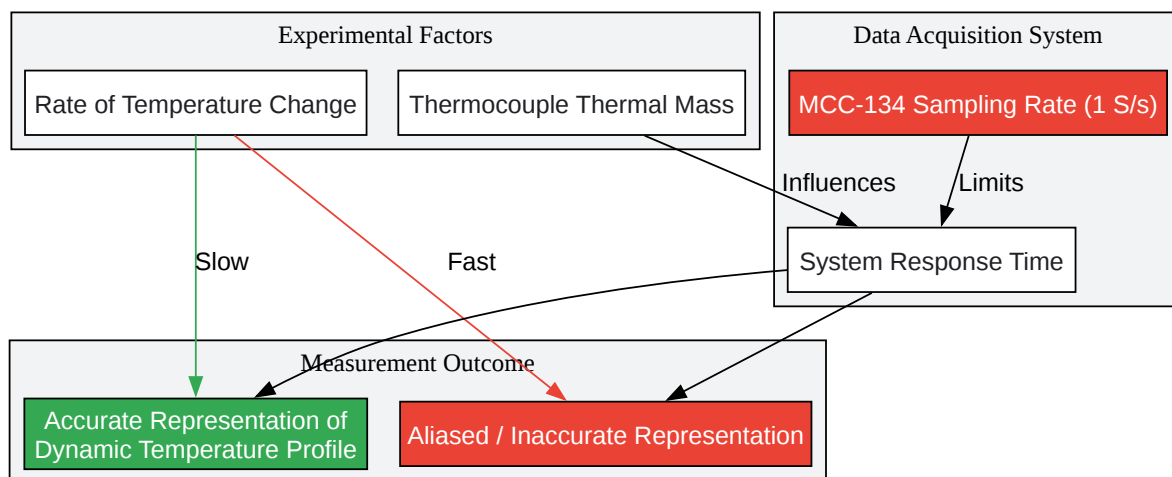 Experimental Factors
Data Acquisition System
Rate of Temperature Change
Thermocouple Thermal Mass
MCC-134 Sampling Rate (1 S/s)
Influences
Limits
Slow
Fast
System Response Time
Measurement Outcome
Accurate Representation of
Dynamic Temperature Profile
Aliased / Inaccurate Representation